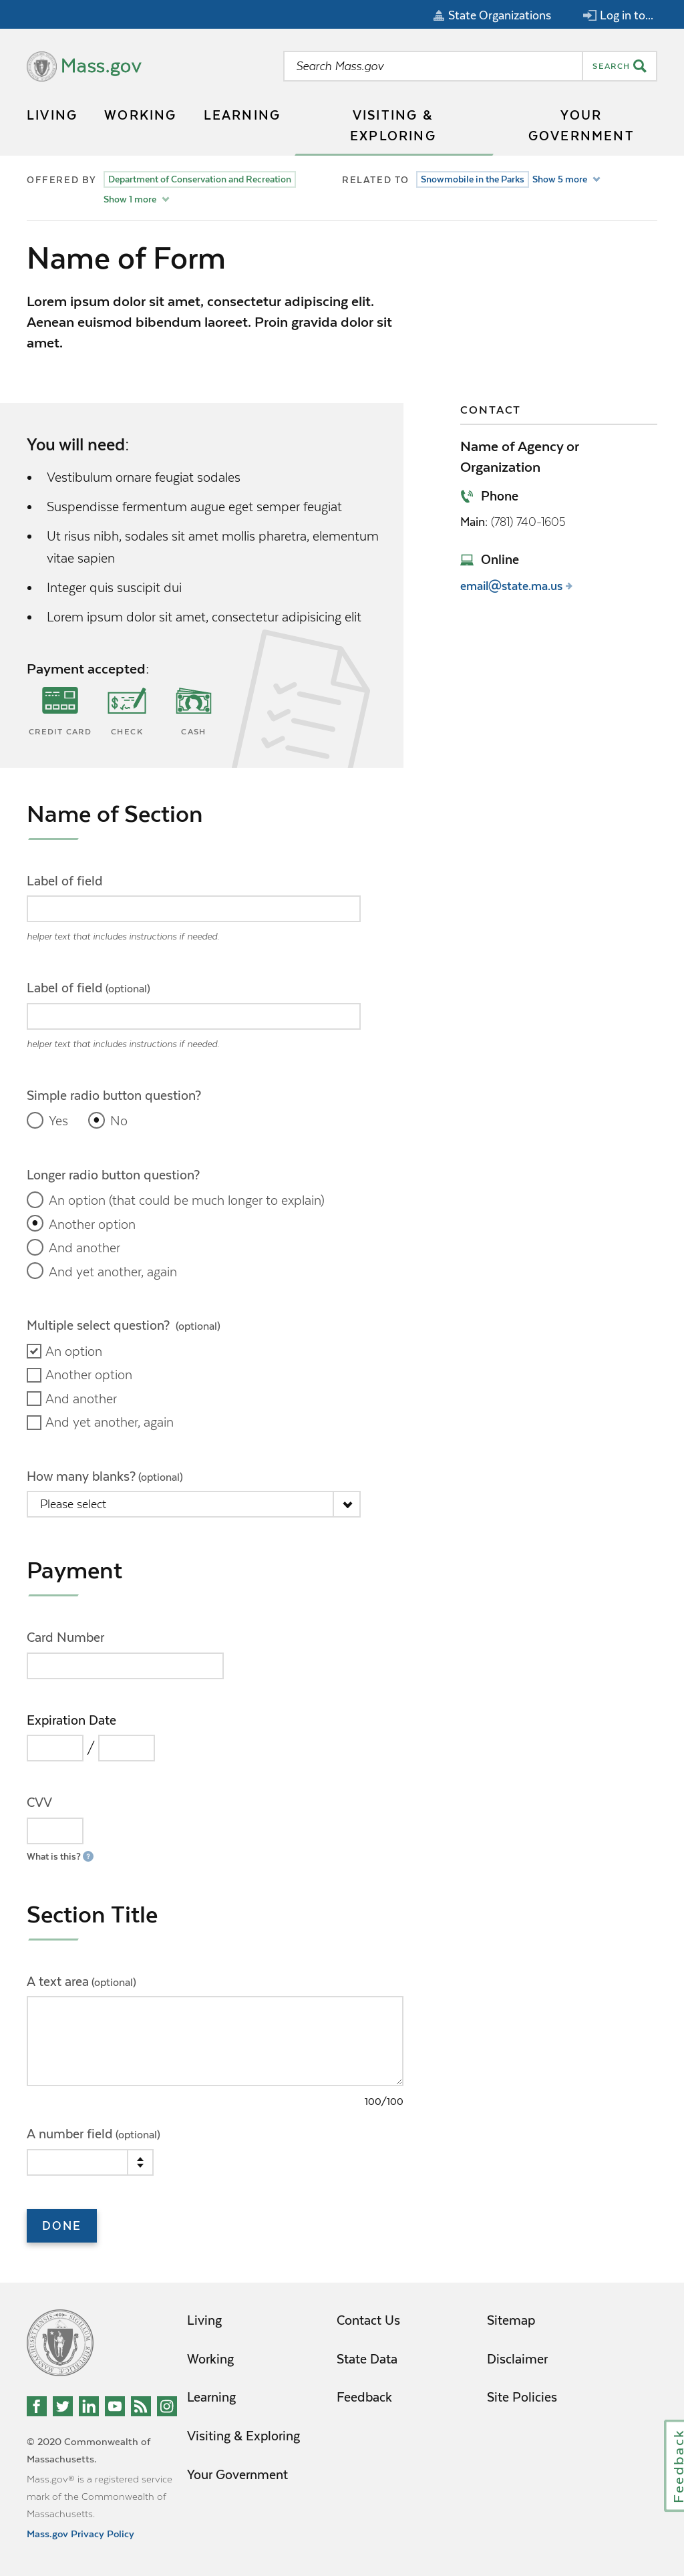 State Organizations
Log in to...
Mass.gov
Search Mass.gov
SEARCH
LIVING
WORKING
LEARNING
VISITING &
EXPLORING
YOUR
GOVERNMENT
OFFERED BY
Department of Conservation and Recreation
Show 1 more
RELATED TO
Snowmobile in the Parks
Show 5 more
Name of Form
Lorem ipsum dolor sit amet, consectetur adipiscing elit.
Aenean euismod bibendum laoreet. Proin gravida dolor sit
amet.
You will need:
Vestibulum ornare feugiat sodales
Suspendisse fermentum augue eget semper feugiat
Ut risus nibh, sodales sit amet mollis pharetra, elementum
vitae sapien
Integer quis suscipit dui
Lorem ipsum dolor sit amet, consectetur adipisicing elit
Payment accepted:
CREDIT CARD
CHECK
CASH
CONTACT
Name of Agency or
Organization
Phone
Main: (781) 740-1605
Online
email@state.ma.us
Name of Section
Label of field
helper text that includes instructions if needed.
Label of field (optional)
helper text that includes instructions if needed.
Simple radio button question?
Yes
No
Longer radio button question?
An option (that could be much longer to explain)
Another option
And another
And yet another, again
Multiple select question? (optional)
An option
Another option
And another
And yet another, again
How many blanks? (optional)
Please select
Payment
Card Number
Expiration Date
/
CVV
What is this? ?
Section Title
A text area (optional)
100/100
A number field (optional)
DONE
Living
Working
Learning
Visiting & Exploring
Your Government
Contact Us
State Data
Feedback
Sitemap
Disclaimer
Site Policies
© 2020 Commonwealth of
Massachusetts.
Mass.gov® is a registered service
mark of the Commonwealth of
Massachusetts.
Mass.gov Privacy Policy
Feedback